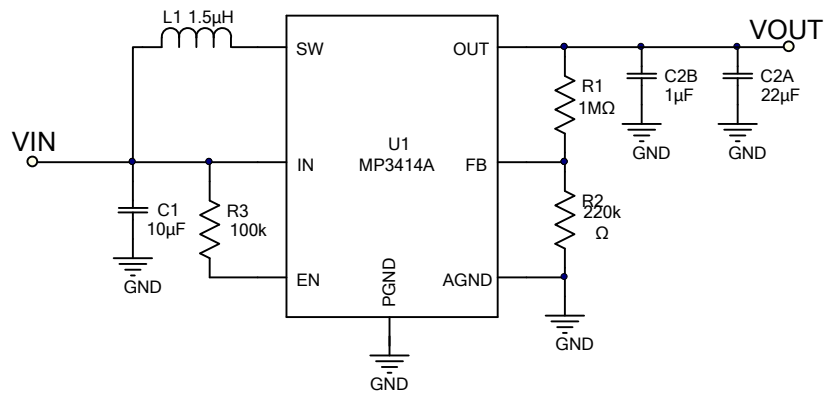 L1 1.5µH
SW
OUT
VOUT
R1
1MΩ
C2B
1µF
C2A
22µF
GND
GND
VIN
U1
MP3414A
IN
FB
C1
10µF
R3
100k
R2
220k
Ω
GND
EN
PGND
AGND
GND
GND